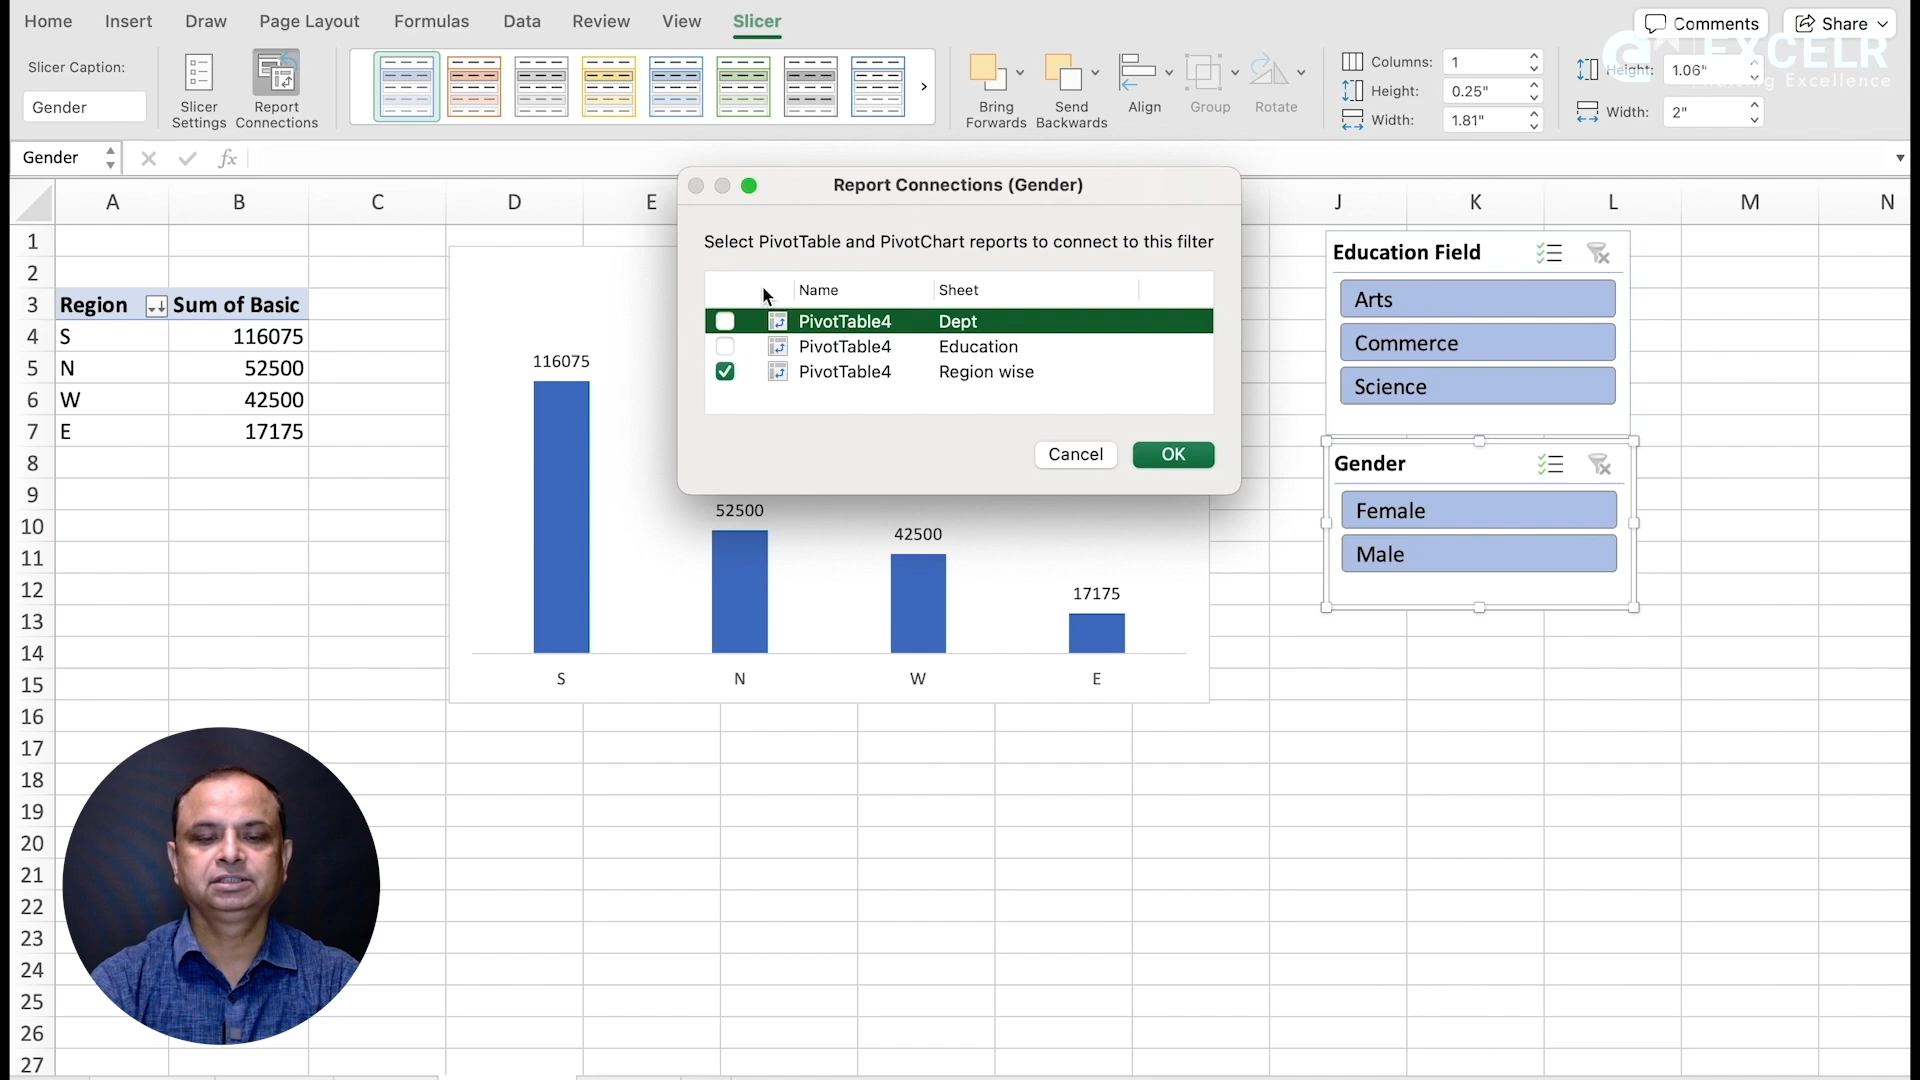 Home Insert Draw Page Layout Formulas Data Review View Slicer
Comments Share
Slicer Caption:
Gender
Slicer Settings
Report Connections
Bring Forwards
Send Backwards
Align
Group
Rotate
Columns: 1
Height: 0.25"
Width: 1.81"
Height: 1.06"
Width: 2"
EXCELR
Excellence
Gender fx
A B C D E J K L M N
Report Connections (Gender)
Select PivotTable and PivotChart reports to connect to this filter
Name Sheet
PivotTable4 Dept
PivotTable4 Education
PivotTable4 Region wise
Cancel OK
1
2
3 Region Sum of Basic
4 S 116075
5 N 52500
6 W 42500
7 E 17175
8
9
10
11
12
13
14
15
16
17
18
19
20
21
22
23
24
25
26
27
116075
52500
42500
17175
S N W E
Education Field
Arts
Commerce
Science
Gender
Female
Male